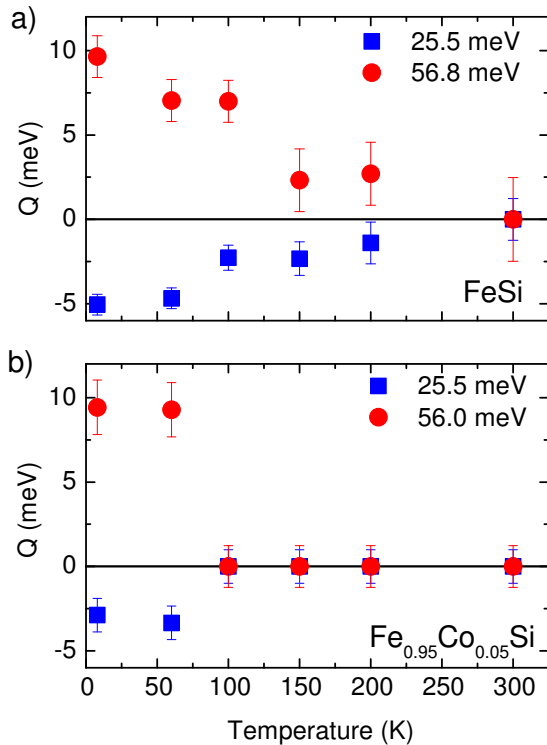 a)
25.5 meV
56.8 meV
10
5
0
-5
Q (meV)
FeSi
b)
25.5 meV
56.0 meV
10
5
0
-5
Q (meV)
Fe0.95Co0.05Si
0 50 100 150 200 250 300
Temperature (K)